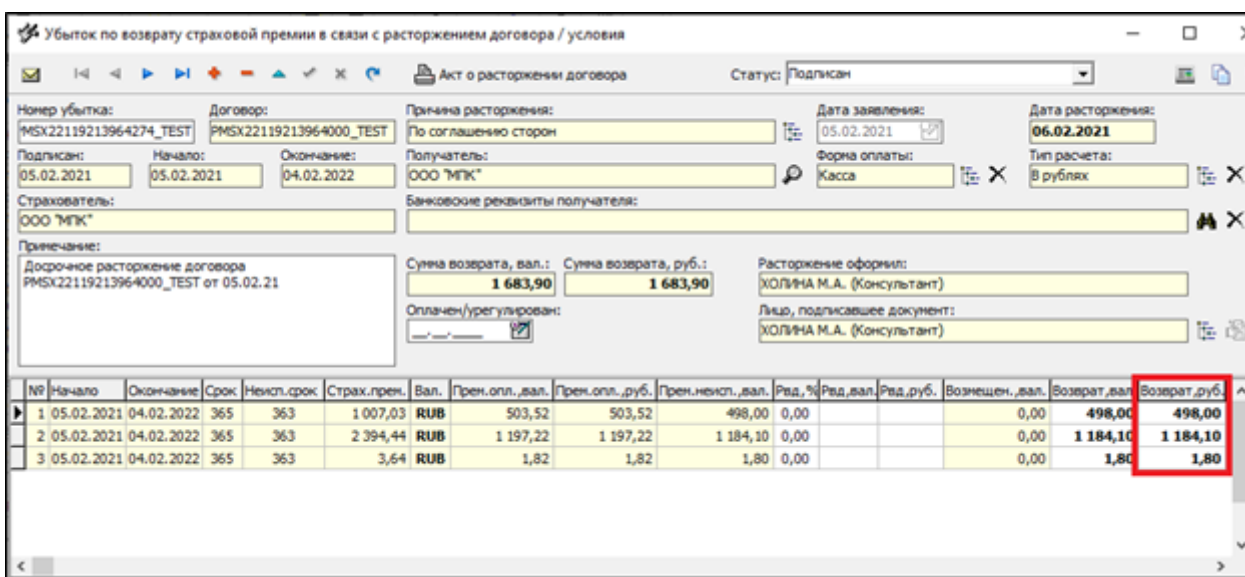 Убыток по возврату страховой премии в связи с расторжением договора / условия
Акт о расторжении договора Статус: Подписан
Номер убытка: Договор: Причина расторжения: Дата заявления: Дата расторжения:
MSX22119213964274_TEST PMSX22119213964000_TEST По соглашению сторон 05.02.2021 06.02.2021
Подписан: Начало: Окончание: Получатель: Форма оплаты: Тип расчета:
05.02.2021 05.02.2021 04.02.2022 ООО "МПК" Касса В рублях
Страхователь: Банковские реквизиты получателя:
ООО "МПК"
Примечание:
Досрочное расторжение договора
PMSX22119213964000_TEST от 05.02.21
Сумма возврата, вал.: Сумма возврата, руб.: Расторжение оформил:
1 683,90 1 683,90 ХОЛИНА М.А. (Консультант)
Оплачен/урегулирован: Лицо, подписавшее документ:
__.__.____ ХОЛИНА М.А. (Консультант)
№ Начало Окончание Срок Неисп.срок Страх.прем. Вал. Прем.опл.,вал. Прем.опл.,руб. Прем.неисп.,вал. Рвд,% Рвд,вал. Рвд,руб. Возмещен.,вал. Возврат,вал Возврат,руб.
1 05.02.2021 04.02.2022 365 363 1 007,03 RUB 503,52 503,52 498,00 0,00 0,00 498,00 498,00
2 05.02.2021 04.02.2022 365 363 2 394,44 RUB 1 197,22 1 197,22 1 184,10 0,00 0,00 1 184,10 1 184,10
3 05.02.2021 04.02.2022 365 363 3,64 RUB 1,82 1,82 1,80 0,00 0,00 1,80 1,80